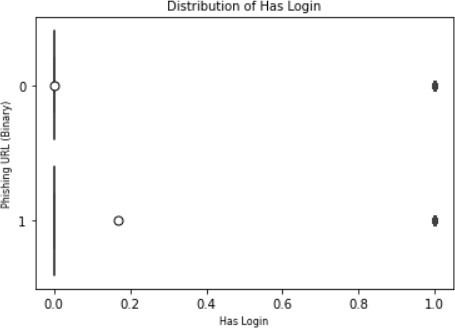 Distribution of Has Login
Phishing URL (Binary)
0
1
0.0 0.2 0.4 0.6 0.8 1.0
Has Login